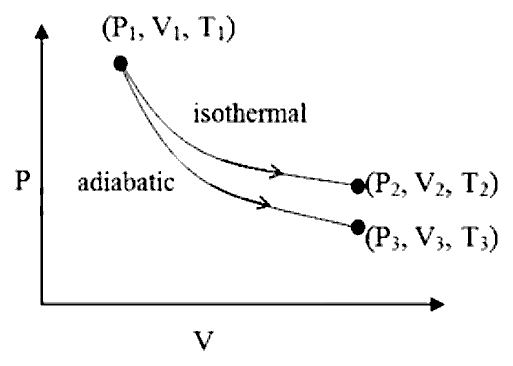 (P₁, V₁, T₁)
isothermal
P
adiabatic
(P₂, V₂, T₂)
(P₃, V₃, T₃)
V